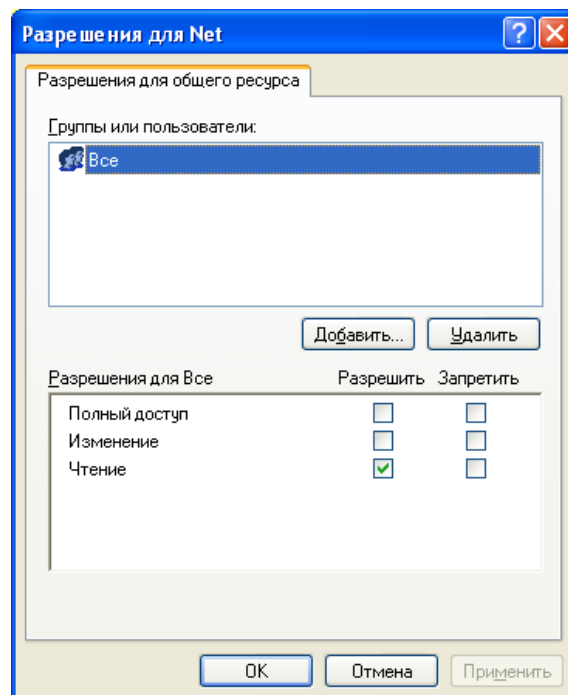 Разрешения для Net
Разрешения для общего ресурса
Группы или пользователи:
Все
Добавить... Удалить
Разрешения для Все Разрешить Запретить
Полный доступ
Изменение
Чтение
OK Отмена Применить